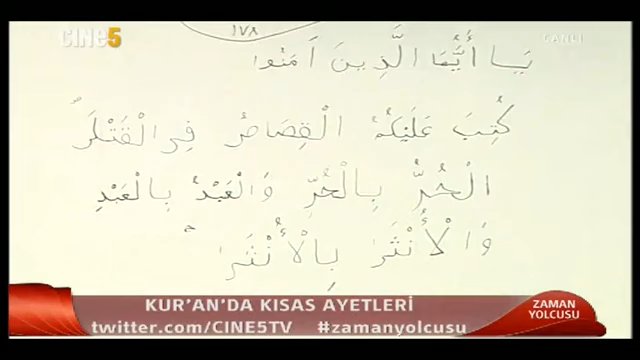 CINE5
CANLI
١٧٨
يَا أَيُّهَا الَّذِينَ آمَنُوا
كُتِبَ عَلَيْكُمُ الْقِصَاصُ فِي الْقَتْلَى
الْحُرُّ بِالْحُرِّ وَالْعَبْدُ بِالْعَبْدِ
وَالْأُنْثَى بِالْأُنْثَى
KUR'AN'DA KISAS AYETLERİ
ZAMAN
YOLCUSU
twitter.com/CINE5TV #zamanyolcusu